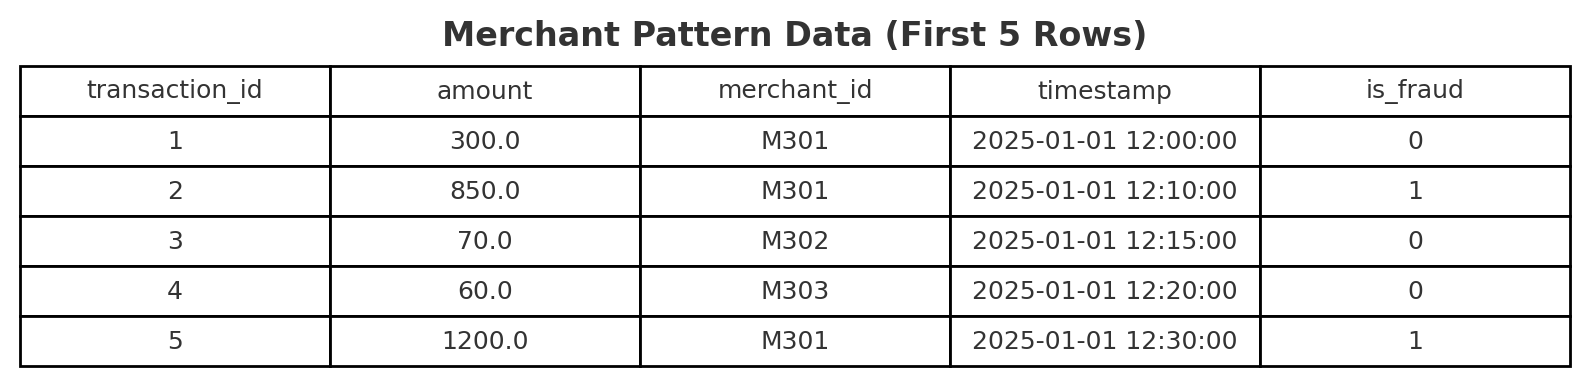 Merchant Pattern Data (First 5 Rows)
transaction_id amount merchant_id timestamp is_fraud
1 300.0 M301 2025-01-01 12:00:00 0
2 850.0 M301 2025-01-01 12:10:00 1
3 70.0 M302 2025-01-01 12:15:00 0
4 60.0 M303 2025-01-01 12:20:00 0
5 1200.0 M301 2025-01-01 12:30:00 1